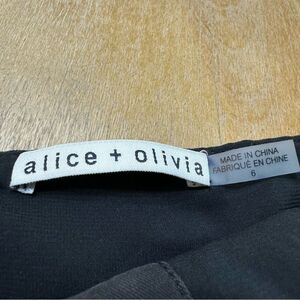 alice + olivia
MADE IN CHINA
FABRIQUÉ EN CHINE
6